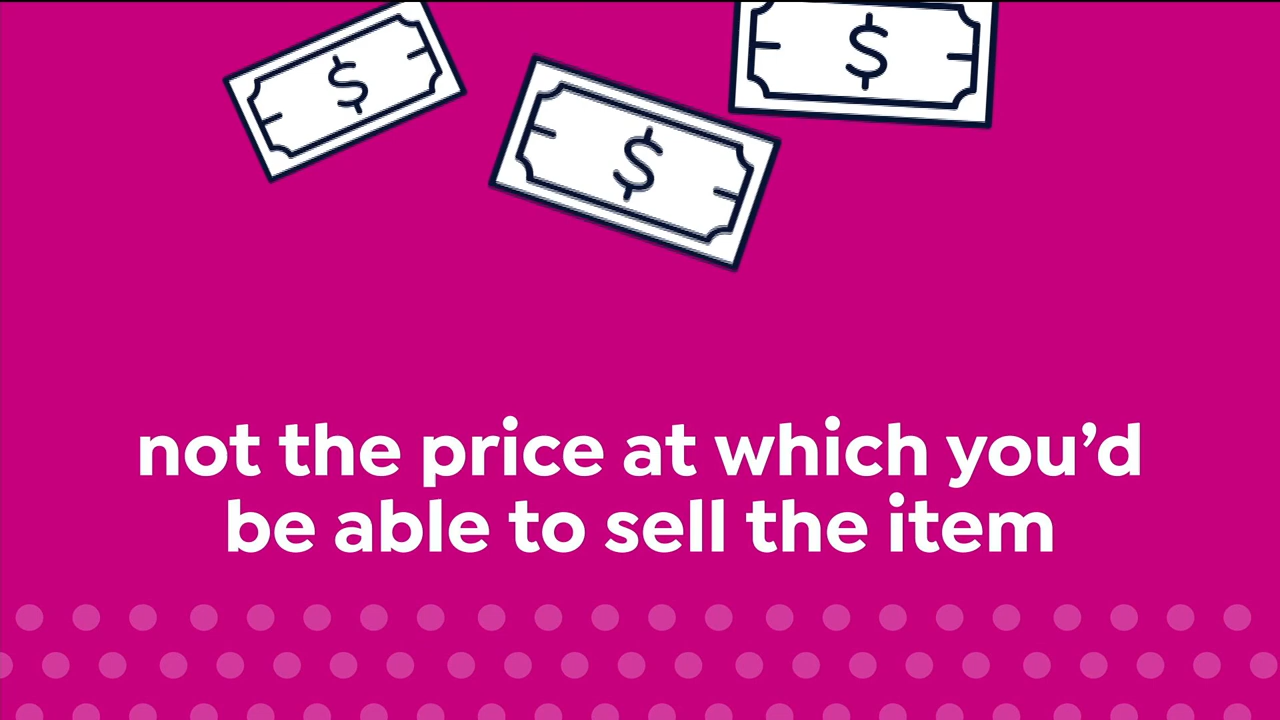 $
$
$
not the price at which you’d
be able to sell the item